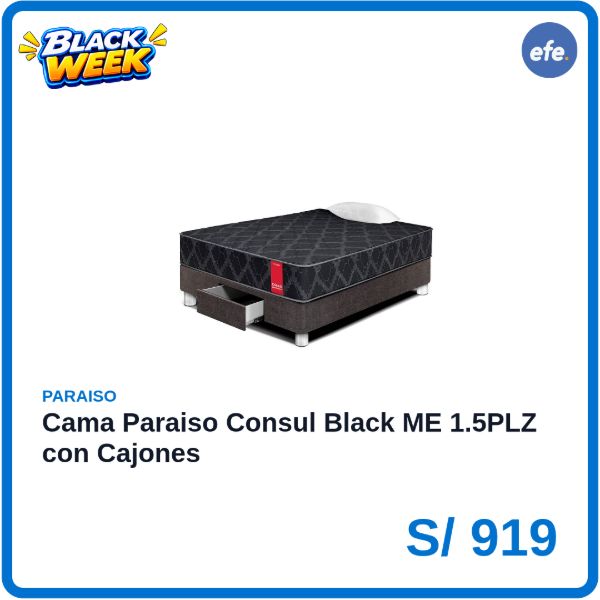 BLACK
WEEK
efe.
PARAISO
Cama Paraiso Consul Black ME 1.5PLZ
con Cajones
S/ 919